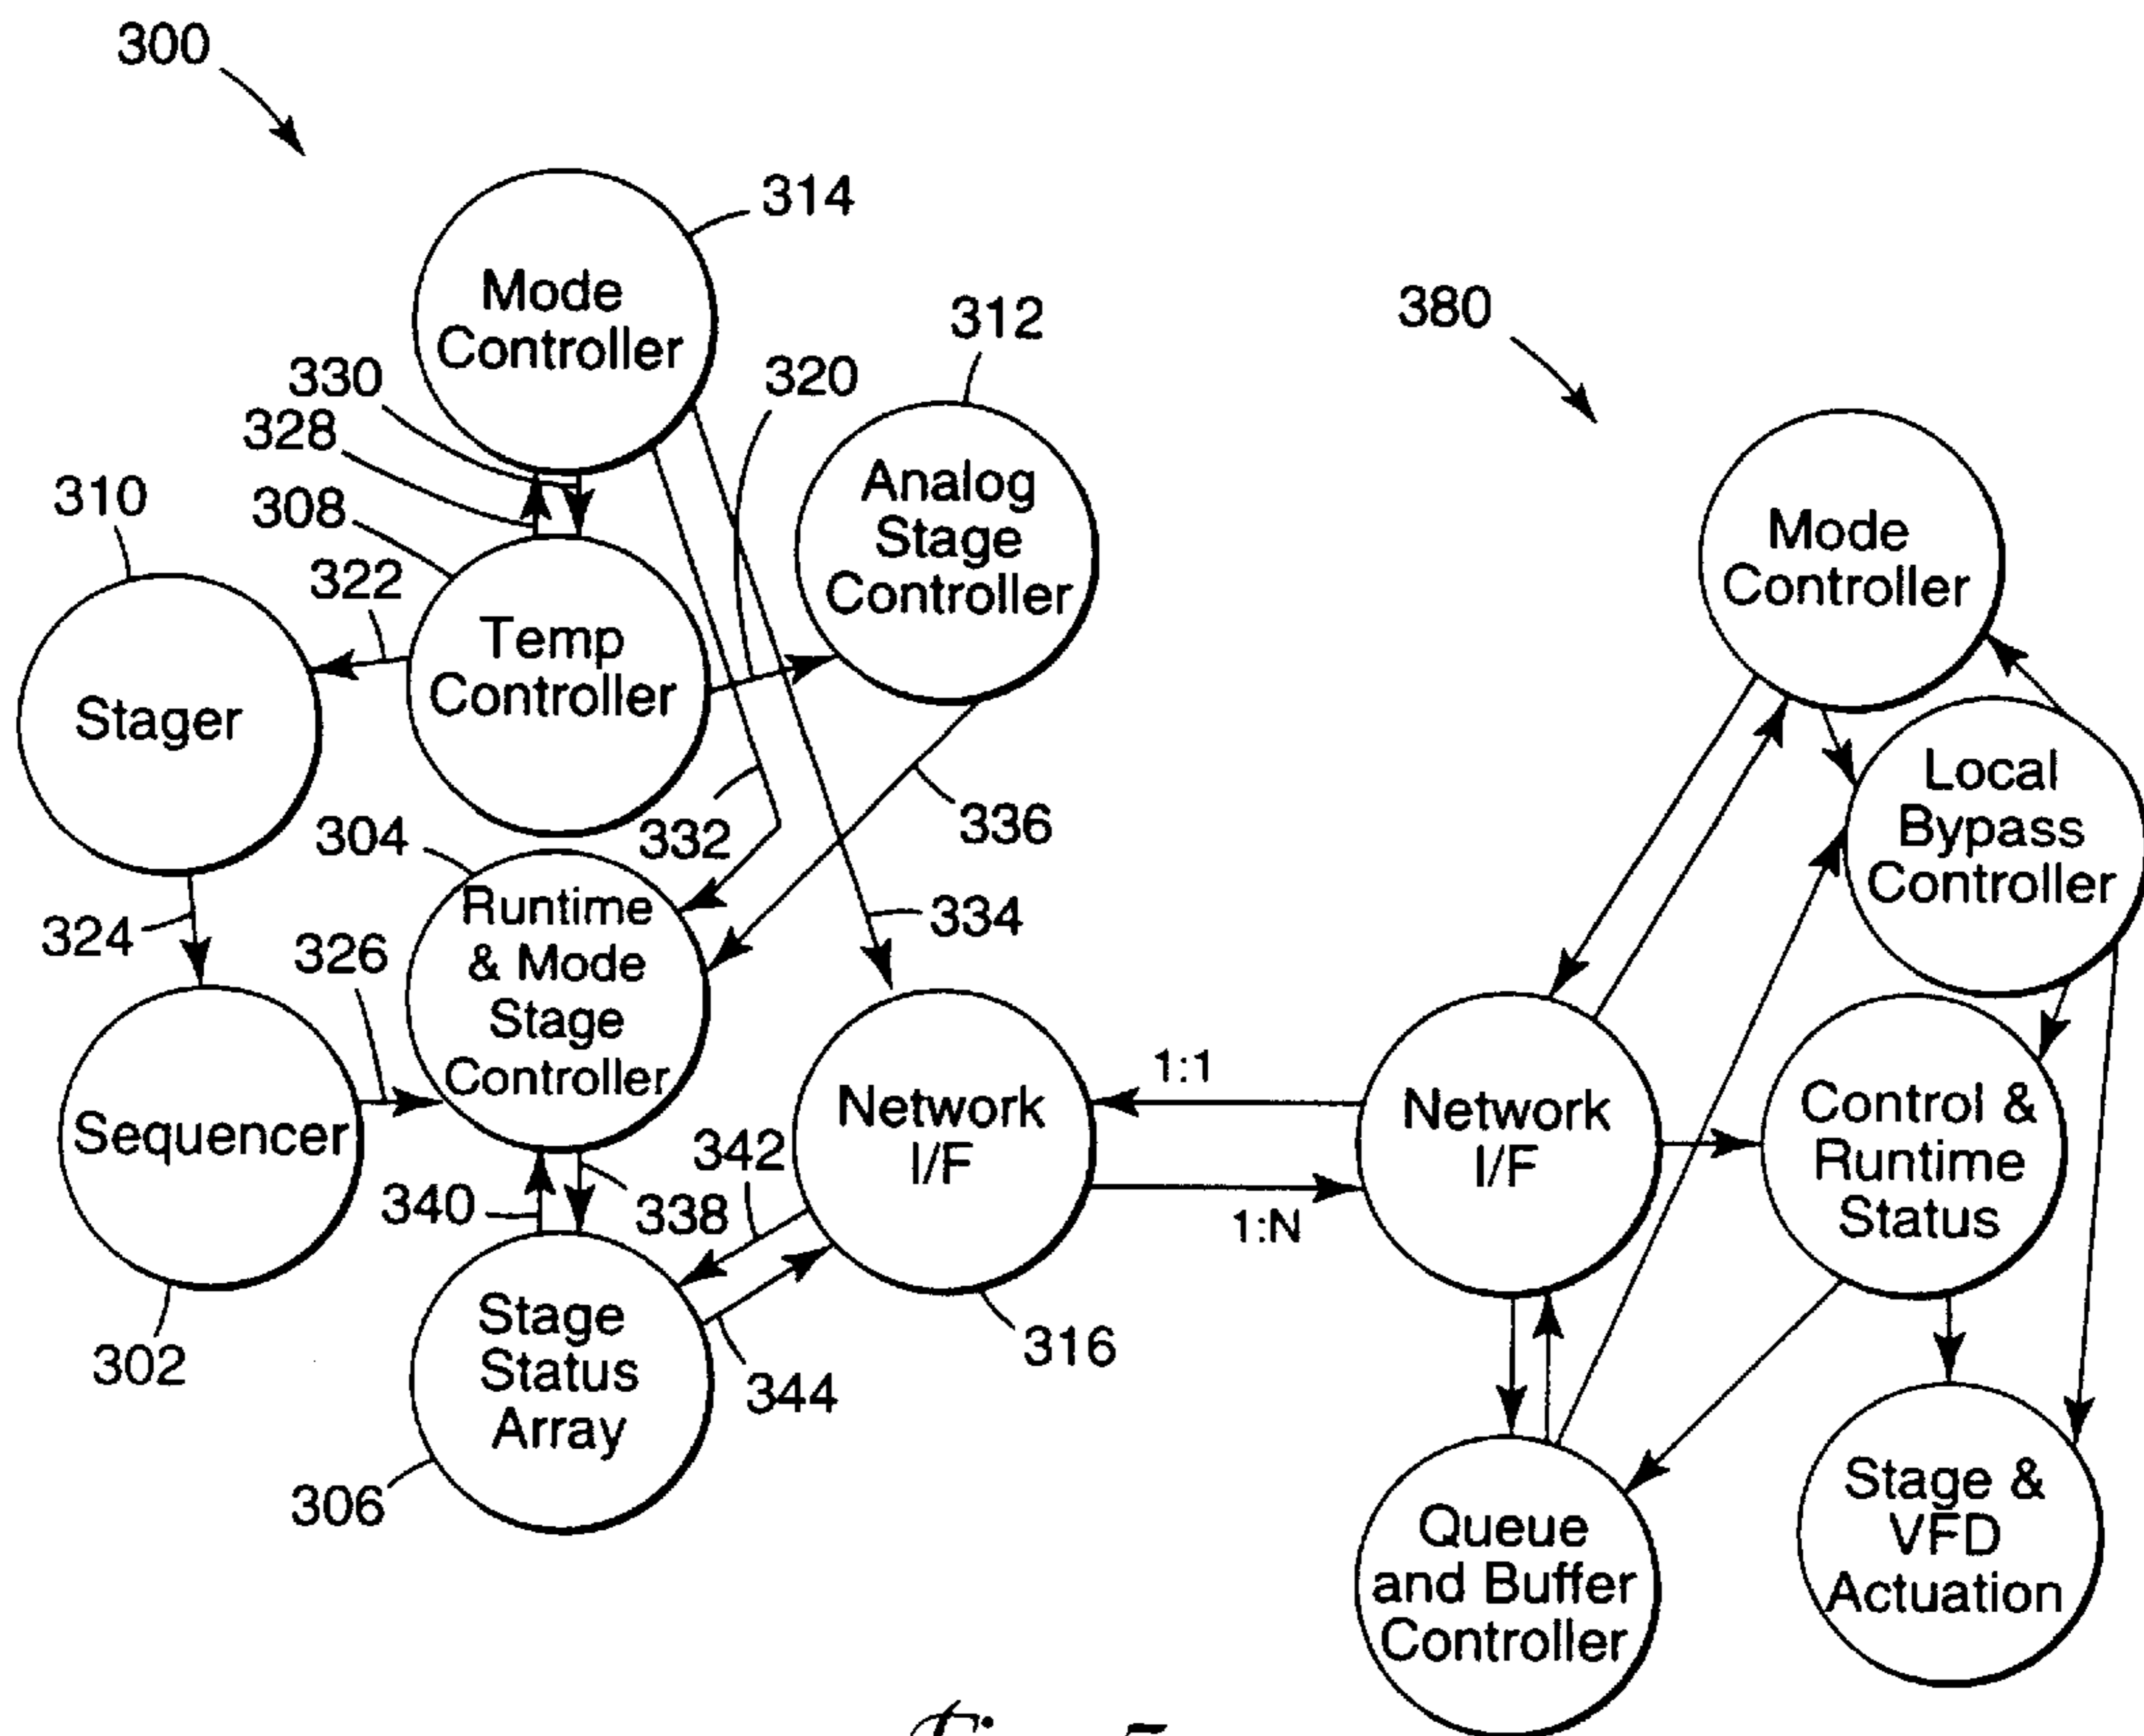 300
314
Mode
Controller
330
328
320
312
380
310
308
322
Analog
Stage
Controller
Mode
Controller
Stager
Temp
Controller
304
332
336
Local
Bypass
Controller
324
326
Runtime
& Mode
Stage
Controller
334
Sequencer
Network
I/F
1:1
1:N
Network
I/F
Control &
Runtime
Status
342
340
338
302
316
Stage
Status
Array
344
306
Queue
and Buffer
Controller
Stage &
VFD
Actuation